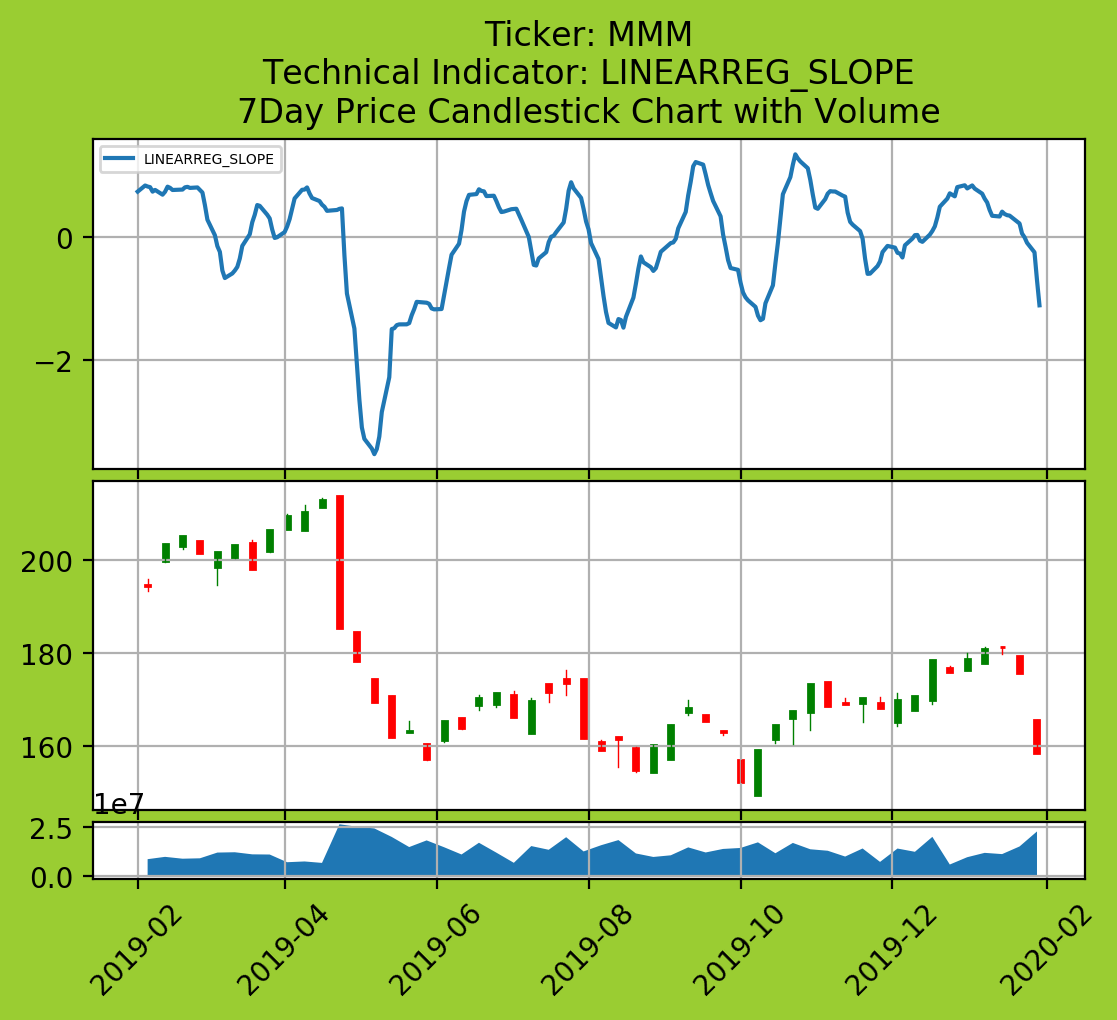 Ticker: MMM
Technical Indicator: LINEARREG_SLOPE
7Day Price Candlestick Chart with Volume
LINEARREG_SLOPE
0
−2
200
180
160
1e7
2.5
0.0
2019-02
2019-04
2019-06
2019-08
2019-10
2019-12
2020-02